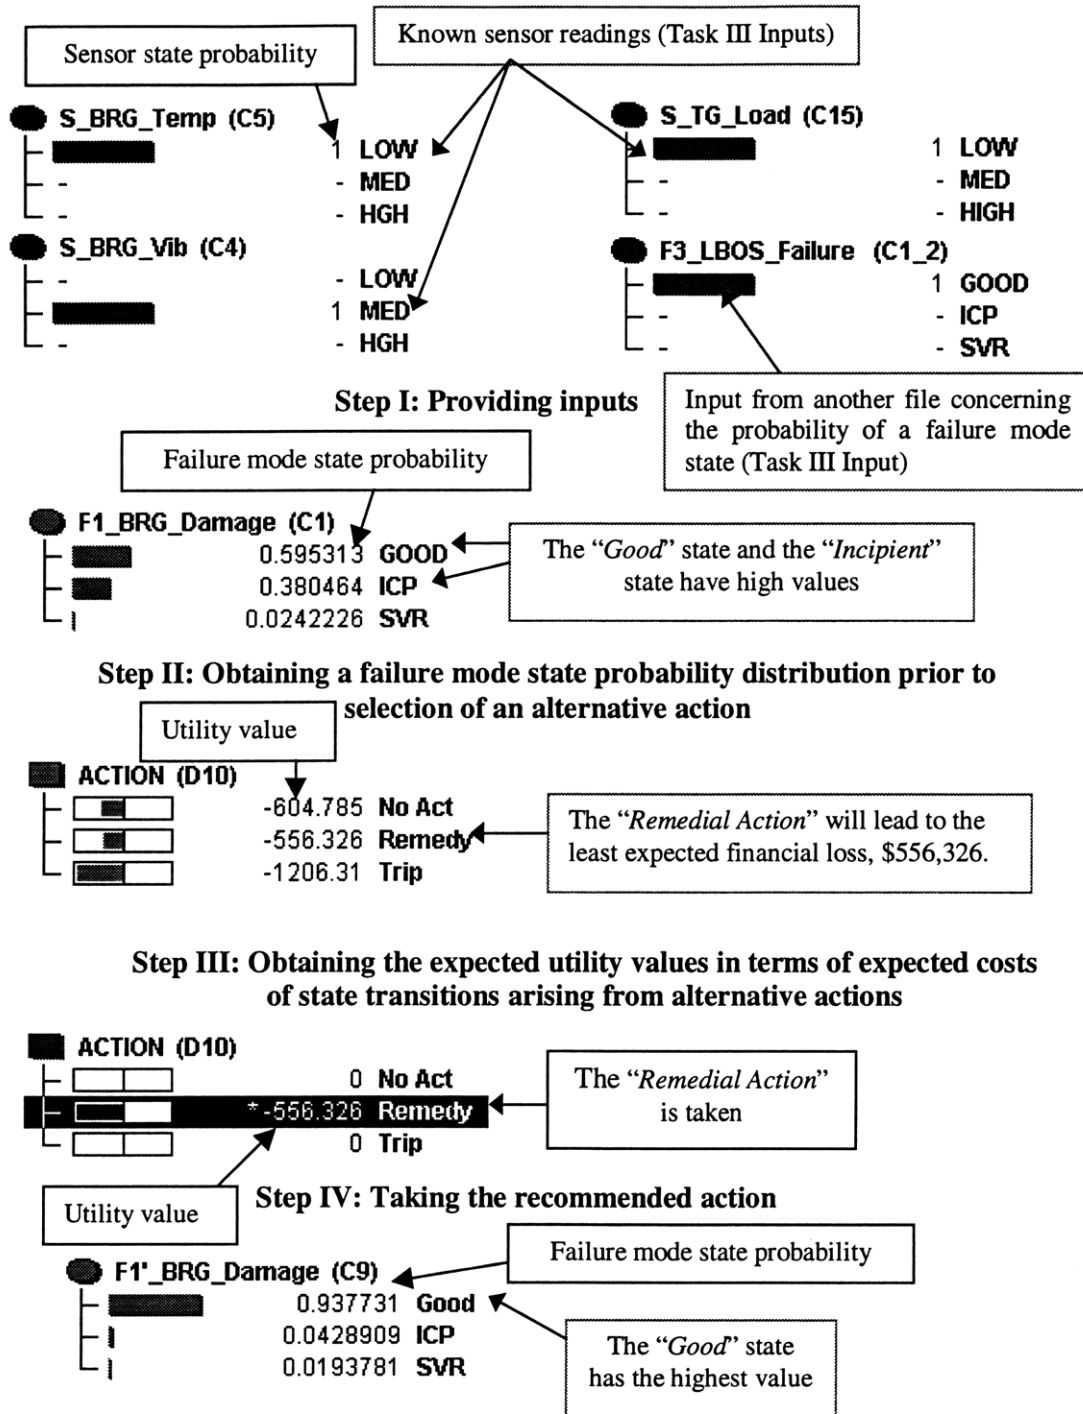 Sensor state probability
Known sensor readings (Task III Inputs)
S_BRG_Temp (C5)
1 LOW
- - MED
- - HGH
S_BRG_Vib (C4)
- - LOW
1 MED
- - HGH
S_TG_Load (C15)
1 LOW
- - MED
- - HIGH
F3_LBOS_Failure (C1_2)
1 GOOD
- - ICP
- - SVR
Step I: Providing inputs
Input from another file concerning
the probability of a failure mode
state (Task III Input)
Failure mode state probability
F1_BRG_Damage (C1)
0.595313 GOOD
0.380464 ICP
0.0242226 SVR
The “Good” state and the “Incipient”
state have high values
Step II: Obtaining a failure mode state probability distribution prior to
selection of an alternative action
Utility value
ACTION (D10)
-604.785 No Act
-556.326 Remedy
-1206.31 Trip
The “Remedial Action” will lead to the
least expected financial loss, $556,326.
Step III: Obtaining the expected utility values in terms of expected costs
of state transitions arising from alternative actions
ACTION (D10)
0 No Act
*-556.326 Remedy
0 Trip
The “Remedial Action”
is taken
Utility value
Step IV: Taking the recommended action
Failure mode state probability
F1'_BRG_Damage (C9)
0.937731 Good
0.0428909 ICP
0.0193781 SVR
The “Good” state
has the highest value